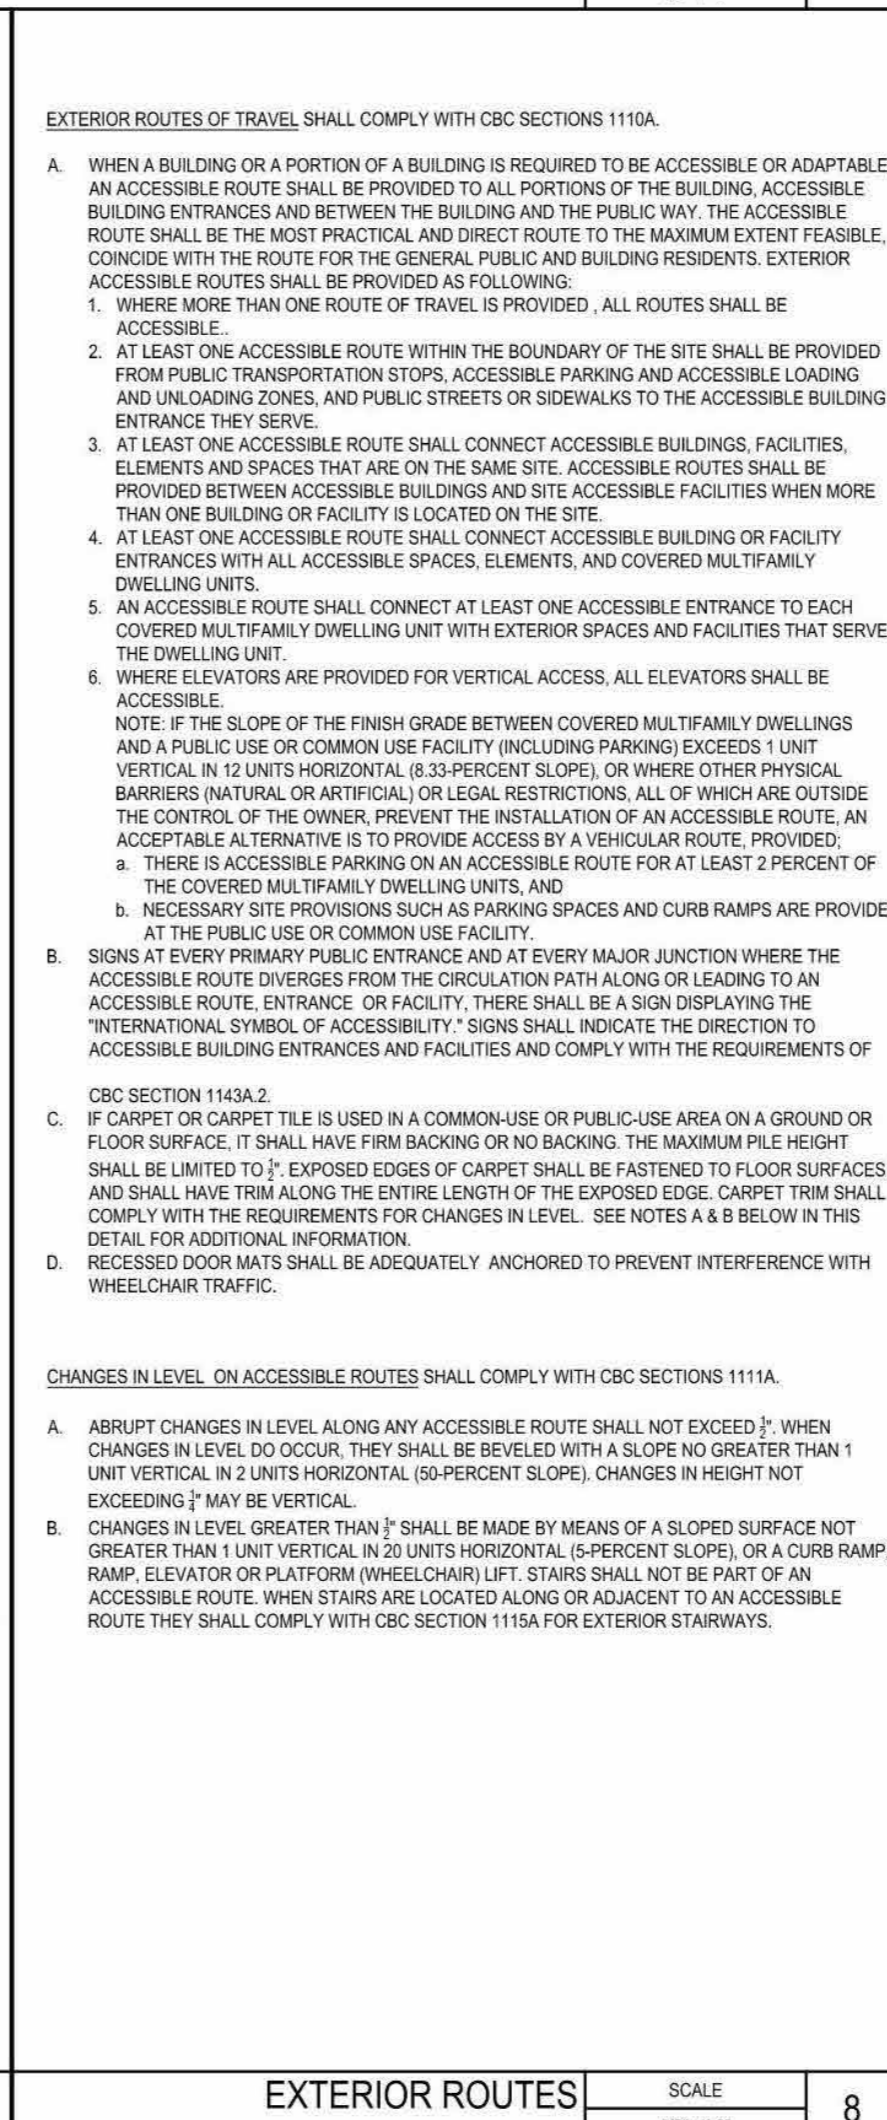 EXTERIOR ROUTES OF TRAVEL SHALL COMPLY WITH CBC SECTIONS 1110A.
A. WHEN A BUILDING OR A PORTION OF A BUILDING IS REQUIRED TO BE ACCESSIBLE OR ADAPTABLE
AN ACCESSIBLE ROUTE SHALL BE PROVIDED TO ALL PORTIONS OF THE BUILDING, ACCESSIBLE
BUILDING ENTRANCES AND BETWEEN THE BUILDING AND THE PUBLIC WAY. THE ACCESSIBLE
ROUTE SHALL BE THE MOST PRACTICAL AND DIRECT ROUTE TO THE MAXIMUM EXTENT FEASIBLE,
COINCIDE WITH THE ROUTE FOR THE GENERAL PUBLIC AND BUILDING RESIDENTS. EXTERIOR
ACCESSIBLE ROUTES SHALL BE PROVIDED AS FOLLOWING:
1. WHERE MORE THAN ONE ROUTE OF TRAVEL IS PROVIDED , ALL ROUTES SHALL BE
ACCESSIBLE..
2. AT LEAST ONE ACCESSIBLE ROUTE WITHIN THE BOUNDARY OF THE SITE SHALL BE PROVIDED
FROM PUBLIC TRANSPORTATION STOPS, ACCESSIBLE PARKING AND ACCESSIBLE LOADING
AND UNLOADING ZONES, AND PUBLIC STREETS OR SIDEWALKS TO THE ACCESSIBLE BUILDING
ENTRANCE THEY SERVE.
3. AT LEAST ONE ACCESSIBLE ROUTE SHALL CONNECT ACCESSIBLE BUILDINGS, FACILITIES,
ELEMENTS AND SPACES THAT ARE ON THE SAME SITE. ACCESSIBLE ROUTES SHALL BE
PROVIDED BETWEEN ACCESSIBLE BUILDINGS AND SITE ACCESSIBLE FACILITIES WHEN MORE
THAN ONE BUILDING OR FACILITY IS LOCATED ON THE SITE.
4. AT LEAST ONE ACCESSIBLE ROUTE SHALL CONNECT ACCESSIBLE BUILDING OR FACILITY
ENTRANCES WITH ALL ACCESSIBLE SPACES, ELEMENTS, AND COVERED MULTIFAMILY
DWELLING UNITS.
5. AN ACCESSIBLE ROUTE SHALL CONNECT AT LEAST ONE ACCESSIBLE ENTRANCE TO EACH
COVERED MULTIFAMILY DWELLING UNIT WITH EXTERIOR SPACES AND FACILITIES THAT SERVE
THE DWELLING UNIT.
6. WHERE ELEVATORS ARE PROVIDED FOR VERTICAL ACCESS, ALL ELEVATORS SHALL BE
ACCESSIBLE.
NOTE: IF THE SLOPE OF THE FINISH GRADE BETWEEN COVERED MULTIFAMILY DWELLINGS
AND A PUBLIC USE OR COMMON USE FACILITY (INCLUDING PARKING) EXCEEDS 1 UNIT
VERTICAL IN 12 UNITS HORIZONTAL (8.33-PERCENT SLOPE), OR WHERE OTHER PHYSICAL
BARRIERS (NATURAL OR ARTIFICIAL) OR LEGAL RESTRICTIONS, ALL OF WHICH ARE OUTSIDE
THE CONTROL OF THE OWNER, PREVENT THE INSTALLATION OF AN ACCESSIBLE ROUTE, AN
ACCEPTABLE ALTERNATIVE IS TO PROVIDE ACCESS BY A VEHICULAR ROUTE, PROVIDED;
a. THERE IS ACCESSIBLE PARKING ON AN ACCESSIBLE ROUTE FOR AT LEAST 2 PERCENT OF
THE COVERED MULTIFAMILY DWELLING UNITS, AND
b. NECESSARY SITE PROVISIONS SUCH AS PARKING SPACES AND CURB RAMPS ARE PROVIDE
AT THE PUBLIC USE OR COMMON USE FACILITY.
B. SIGNS AT EVERY PRIMARY PUBLIC ENTRANCE AND AT EVERY MAJOR JUNCTION WHERE THE
ACCESSIBLE ROUTE DIVERGES FROM THE CIRCULATION PATH ALONG OR LEADING TO AN
ACCESSIBLE ROUTE, ENTRANCE OR FACILITY, THERE SHALL BE A SIGN DISPLAYING THE
"INTERNATIONAL SYMBOL OF ACCESSIBILITY." SIGNS SHALL INDICATE THE DIRECTION TO
ACCESSIBLE BUILDING ENTRANCES AND FACILITIES AND COMPLY WITH THE REQUIREMENTS OF
CBC SECTION 1143A.2.
C. IF CARPET OR CARPET TILE IS USED IN A COMMON-USE OR PUBLIC-USE AREA ON A GROUND OR
FLOOR SURFACE, IT SHALL HAVE FIRM BACKING OR NO BACKING. THE MAXIMUM PILE HEIGHT
SHALL BE LIMITED TO ½". EXPOSED EDGES OF CARPET SHALL BE FASTENED TO FLOOR SURFACES
AND SHALL HAVE TRIM ALONG THE ENTIRE LENGTH OF THE EXPOSED EDGE. CARPET TRIM SHALL
COMPLY WITH THE REQUIREMENTS FOR CHANGES IN LEVEL. SEE NOTES A & B BELOW IN THIS
DETAIL FOR ADDITIONAL INFORMATION.
D. RECESSED DOOR MATS SHALL BE ADEQUATELY ANCHORED TO PREVENT INTERFERENCE WITH
WHEELCHAIR TRAFFIC.
CHANGES IN LEVEL ON ACCESSIBLE ROUTES SHALL COMPLY WITH CBC SECTIONS 1111A.
A. ABRUPT CHANGES IN LEVEL ALONG ANY ACCESSIBLE ROUTE SHALL NOT EXCEED ½". WHEN
CHANGES IN LEVEL DO OCCUR, THEY SHALL BE BEVELED WITH A SLOPE NO GREATER THAN 1
UNIT VERTICAL IN 2 UNITS HORIZONTAL (50-PERCENT SLOPE). CHANGES IN HEIGHT NOT
EXCEEDING ¼" MAY BE VERTICAL.
B. CHANGES IN LEVEL GREATER THAN ½" SHALL BE MADE BY MEANS OF A SLOPED SURFACE NOT
GREATER THAN 1 UNIT VERTICAL IN 20 UNITS HORIZONTAL (5-PERCENT SLOPE), OR A CURB RAMP,
RAMP, ELEVATOR OR PLATFORM (WHEELCHAIR) LIFT. STAIRS SHALL NOT BE PART OF AN
ACCESSIBLE ROUTE. WHEN STAIRS ARE LOCATED ALONG OR ADJACENT TO AN ACCESSIBLE
ROUTE THEY SHALL COMPLY WITH CBC SECTION 1115A FOR EXTERIOR STAIRWAYS.
EXTERIOR ROUTES
SCALE
8